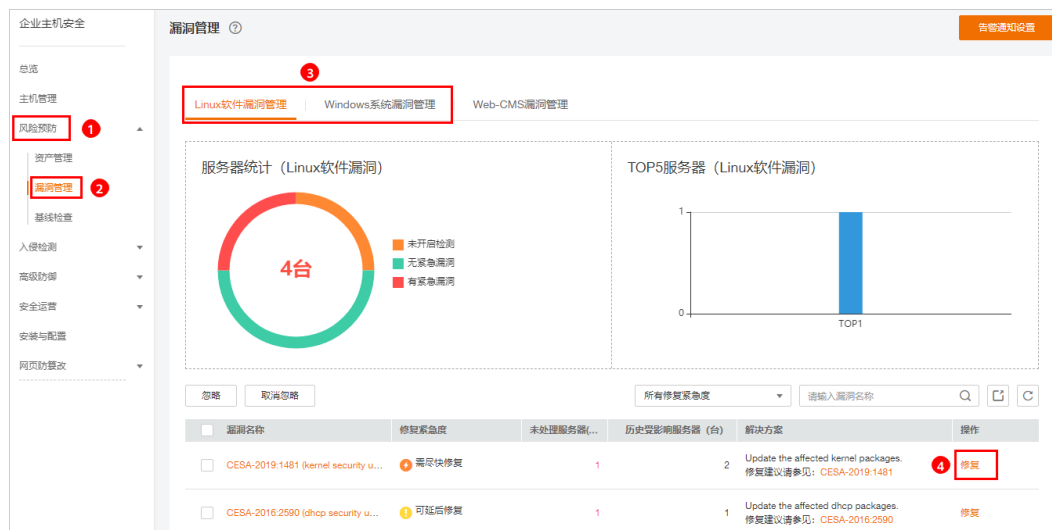 企业主机安全
总览
主机管理
风险预防
1
资产管理
漏洞管理
2
基线检查
入侵检测
高级防御
安全运营
安装与配置
网页防篡改
漏洞管理
?
告警通知设置
3
Linux软件漏洞管理
Windows系统漏洞管理
Web-CMS漏洞管理
服务器统计（Linux软件漏洞）
4台
未开启检测
无紧急漏洞
有紧急漏洞
TOP5服务器（Linux软件漏洞）
1
0
TOP1
忽略
取消忽略
所有修复紧急度
请输入漏洞名称
漏洞名称 修复紧急度 未处理服务器(... 历史受影响服务器（台） 解决方案 操作
CESA-2019:1481 (kernel security u... 需尽快修复 1 2 Update the affected kernel packages.
修复建议请参见：CESA-2019:1481
4
修复
CESA-2016:2590 (dhcp security u... 可延后修复 1 1 Update the affected dhcp packages.
修复建议请参见：CESA-2016:2590
修复